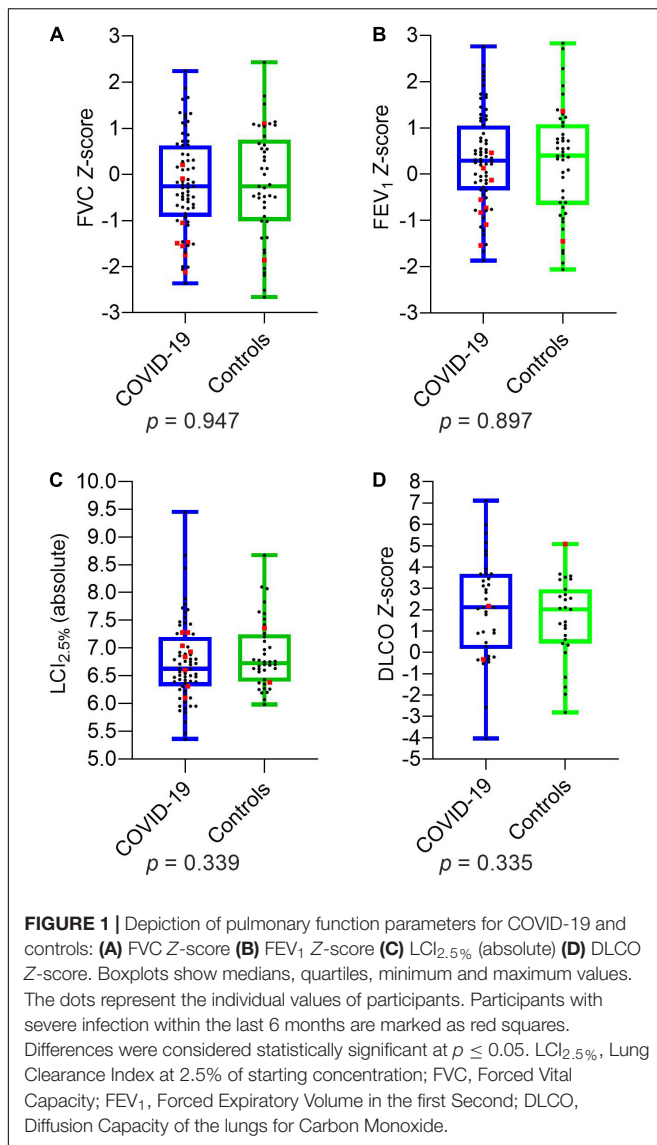 A
B
3
2
1
0
-1
-2
-3
FVC Z-score
COVID-19
Controls
p = 0.947
3
2
1
0
-1
-2
-3
FEV1 Z-score
COVID-19
Controls
p = 0.897
C
D
10.0
9.5
9.0
8.5
8.0
7.5
7.0
6.5
6.0
5.5
5.0
LCI2.5% (absolute)
COVID-19
Controls
p = 0.339
8
7
6
5
4
3
2
1
0
-1
-2
-3
-4
-5
DLCO Z-score
COVID-19
Controls
p = 0.335
FIGURE 1 | Depiction of pulmonary function parameters for COVID-19 and
controls: (A) FVC Z-score (B) FEV1 Z-score (C) LCI2.5% (absolute) (D) DLCO
Z-score. Boxplots show medians, quartiles, minimum and maximum values.
The dots represent the individual values of participants. Participants with
severe infection within the last 6 months are marked as red squares.
Differences were considered statistically significant at p ≤ 0.05. LCI2.5%, Lung
Clearance Index at 2.5% of starting concentration; FVC, Forced Vital
Capacity; FEV1, Forced Expiratory Volume in the first Second; DLCO,
Diffusion Capacity of the lungs for Carbon Monoxide.